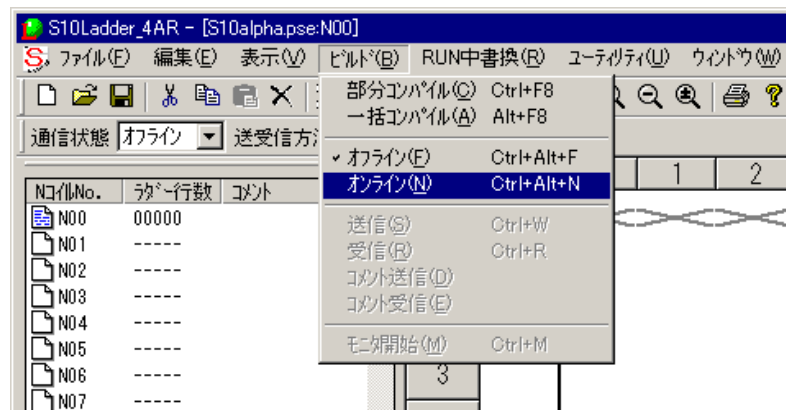 S10Ladder_4AR - [S10alpha.pse:N00]
ﾌｧｲﾙ(F) 編集(E) 表示(V) ﾋﾞﾙﾄﾞ(B) RUN中書換(R) ﾕｰﾃｨﾘﾃｨ(U) ｳｨﾝﾄﾞｳ(W)
部分ｺﾝﾊﾟｲﾙ(C) Ctrl+F8
一括ｺﾝﾊﾟｲﾙ(A) Alt+F8
通信状態 ｵﾌﾗｲﾝ 送受信方
ｵﾌﾗｲﾝ(F) Ctrl+Alt+F
ｵﾝﾗｲﾝ(N) Ctrl+Alt+N
1 2
NｺｲﾙNo. ﾗﾀﾞｰ行数 ｺﾒﾝﾄ
送信(S) Ctrl+W
受信(R) Ctrl+R
ｺﾒﾝﾄ送信(D)
ｺﾒﾝﾄ受信(E)
ﾓﾆﾀ開始(M) Ctrl+M
N00 00000
N01 -----
N02 -----
N03 -----
N04 -----
N05 -----
N06 -----
N07 -----
3